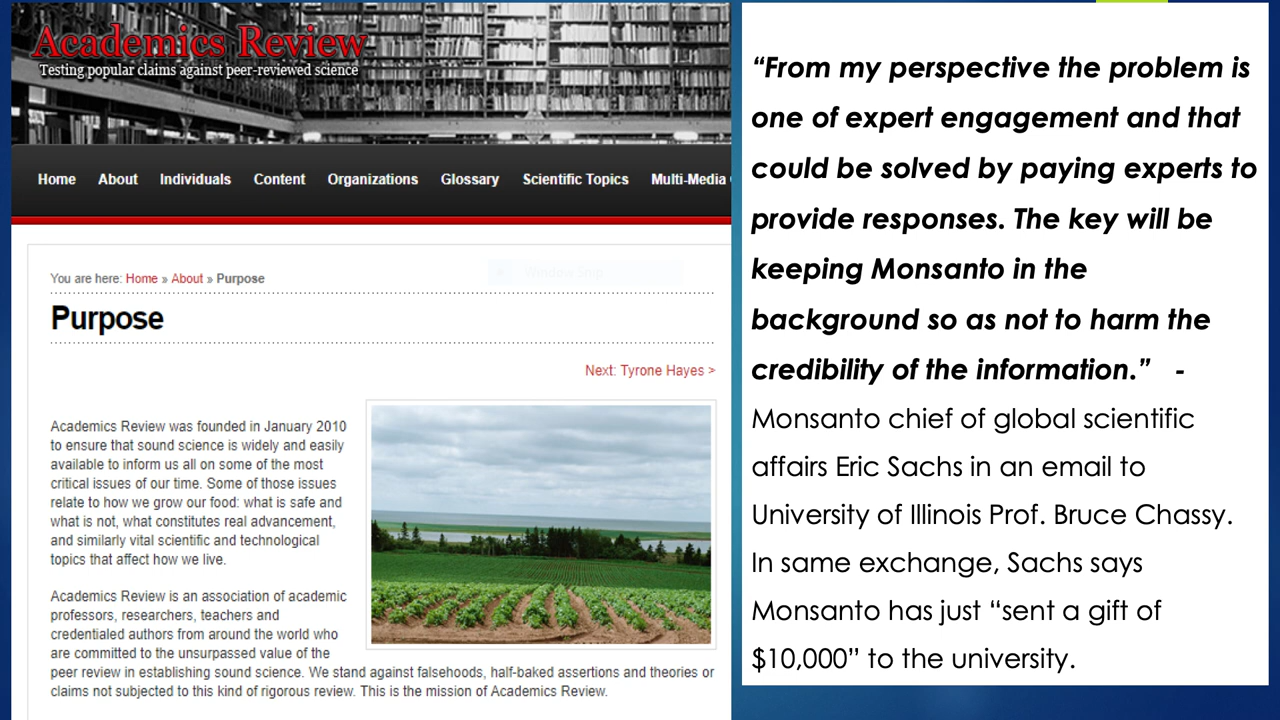 Academics Review
Testing popular claims against peer-reviewed science
Home About Individuals Content Organizations Glossary Scientific Topics Multi-Media
You are here: Home » About » Purpose
Window Snip
Purpose
Next: Tyrone Hayes >
Academics Review was founded in January 2010
to ensure that sound science is widely and easily
available to inform us all on some of the most
critical issues of our time. Some of those issues
relate to how we grow our food: what is safe and
what is not, what constitutes real advancement,
and similarly vital scientific and technological
topics that affect how we live.
Academics Review is an association of academic
professors, researchers, teachers and
credentialed authors from around the world who
are committed to the unsurpassed value of the
peer review in establishing sound science. We stand against falsehoods, half-baked assertions and theories or
claims not subjected to this kind of rigorous review. This is the mission of Academics Review.
“From my perspective the problem is
one of expert engagement and that
could be solved by paying experts to
provide responses. The key will be
keeping Monsanto in the
background so as not to harm the
credibility of the information.” -
Monsanto chief of global scientific
affairs Eric Sachs in an email to
University of Illinois Prof. Bruce Chassy.
In same exchange, Sachs says
Monsanto has just “sent a gift of
$10,000” to the university.